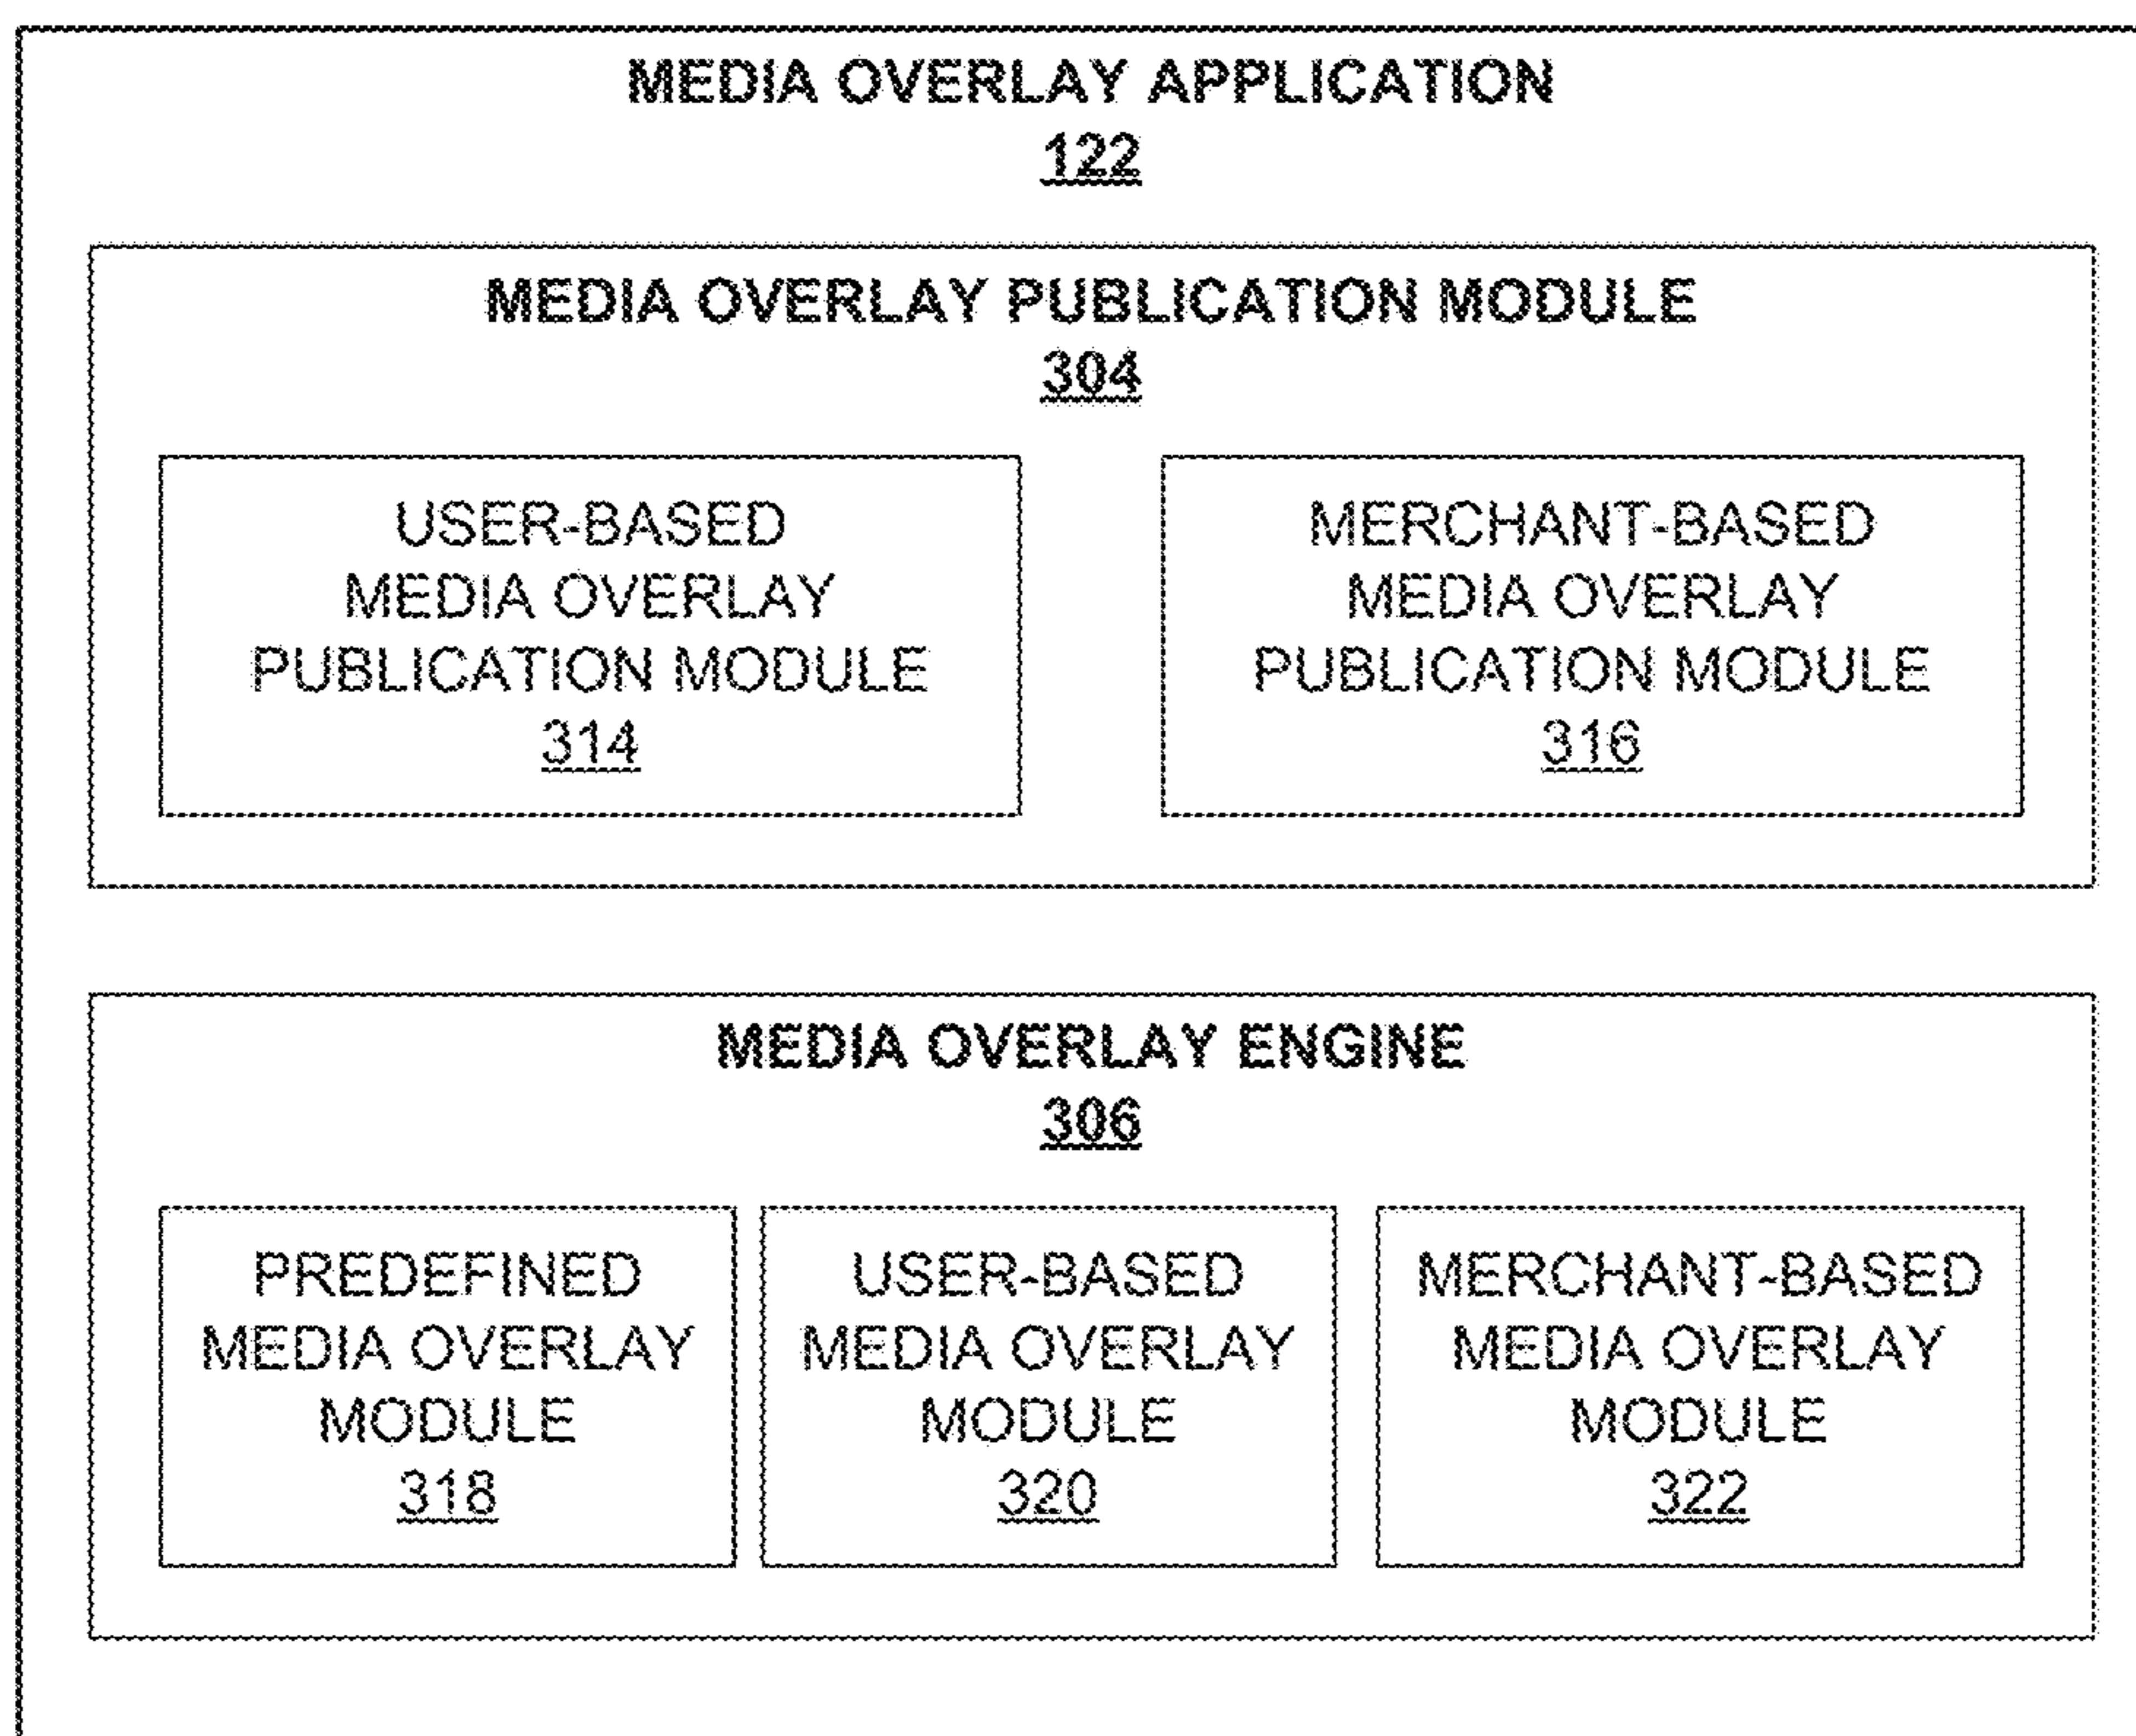 MEDIA OVERLAY APPLICATION
122
MEDIA OVERLAY PUBLICATION MODULE
304
USER-BASED
MEDIA OVERLAY
PUBLICATION MODULE
314
MERCHANT-BASED
MEDIA OVERLAY
PUBLICATION MODULE
316
MEDIA OVERLAY ENGINE
306
PREDEFINED
MEDIA OVERLAY
MODULE
318
USER-BASED
MEDIA OVERLAY
MODULE
320
MERCHANT-BASED
MEDIA OVERLAY
MODULE
322